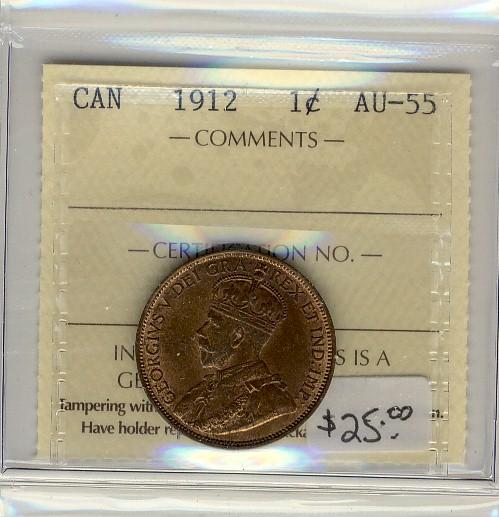 CAN 1912 1¢ AU-55
— COMMENTS —
— CERTIFICATION NO. —
GEORGIVS V DEI GRA: REX ET IND:IMP:
IN S IS A
GE
Tampering with n.
Have holder
$25.00